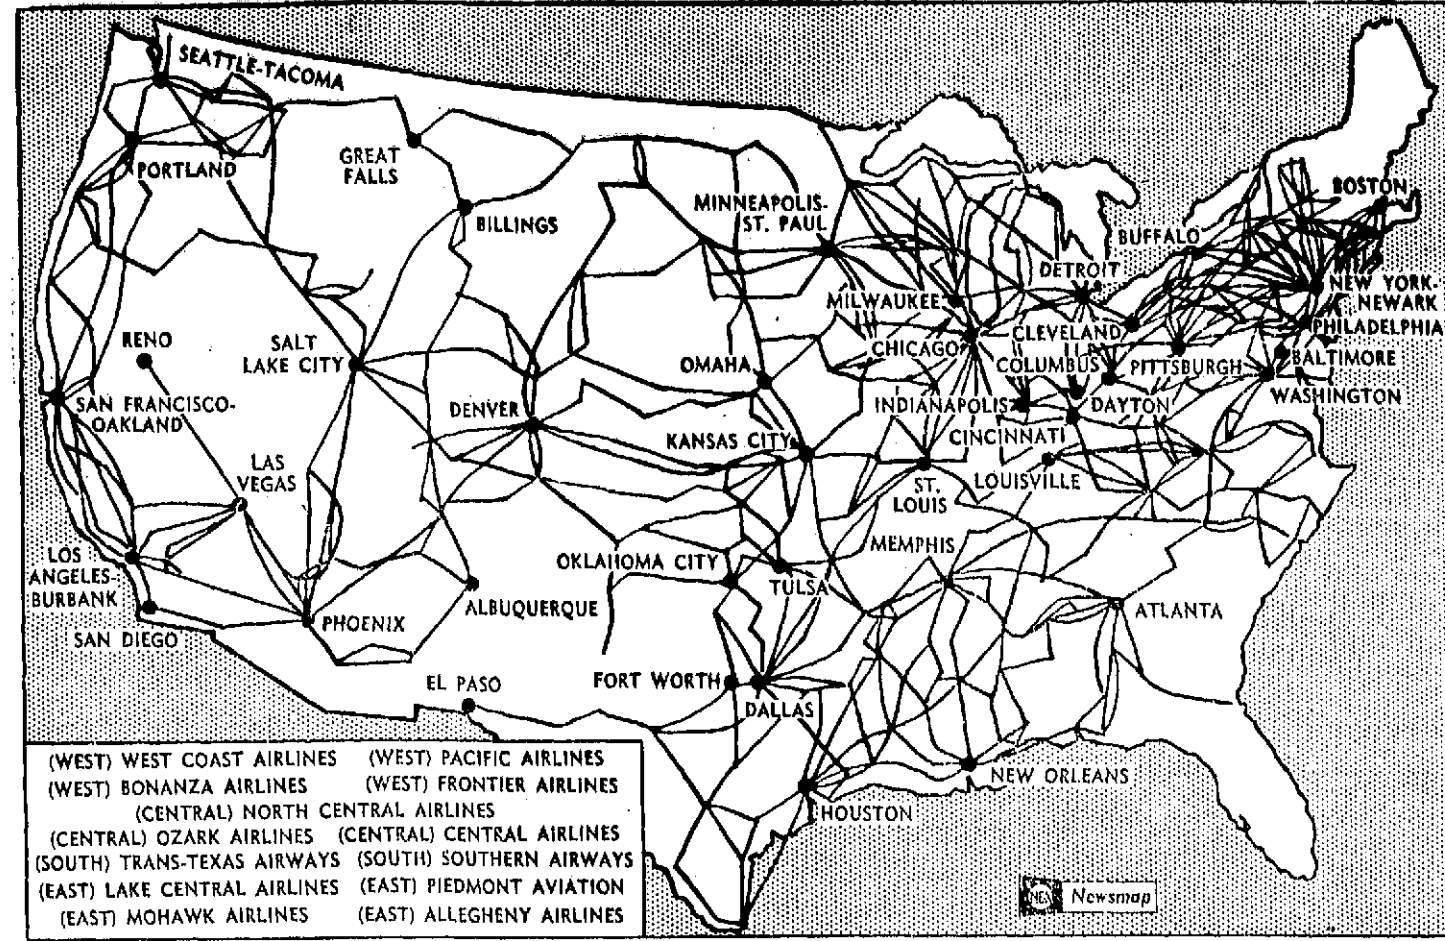 SEATTLE-TACOMA
PORTLAND
GREAT
FALLS
BILLINGS
MINNEAPOLIS-
ST. PAUL
BOSTON
BUFFALO
DETROIT
NEW YORK-
NEWARK
MILWAUKEE
CLEVELAND
PHILADELPHIA
RENO
SALT
LAKE CITY
CHICAGO
COLUMBUS
PITTSBURGH
BALTIMORE
OMAHA
WASHINGTON
SAN FRANCISCO-
OAKLAND
DENVER
INDIANAPOLIS
DAYTON
KANSAS CITY
CINCINNATI
LAS
VEGAS
ST.
LOUIS
LOUISVILLE
LOS
ANGELES-
BURBANK
OKLAHOMA CITY
TULSA
MEMPHIS
ALBUQUERQUE
ATLANTA
SAN DIEGO
PHOENIX
EL PASO
FORT WORTH
DALLAS
NEW ORLEANS
HOUSTON
(WEST) WEST COAST AIRLINES (WEST) PACIFIC AIRLINES
(WEST) BONANZA AIRLINES (WEST) FRONTIER AIRLINES
(CENTRAL) NORTH CENTRAL AIRLINES
(CENTRAL) OZARK AIRLINES (CENTRAL) CENTRAL AIRLINES
(SOUTH) TRANS-TEXAS AIRWAYS (SOUTH) SOUTHERN AIRWAYS
(EAST) LAKE CENTRAL AIRLINES (EAST) PIEDMONT AVIATION
(EAST) MOHAWK AIRLINES (EAST) ALLEGHENY AIRLINES
NEA Newsmap